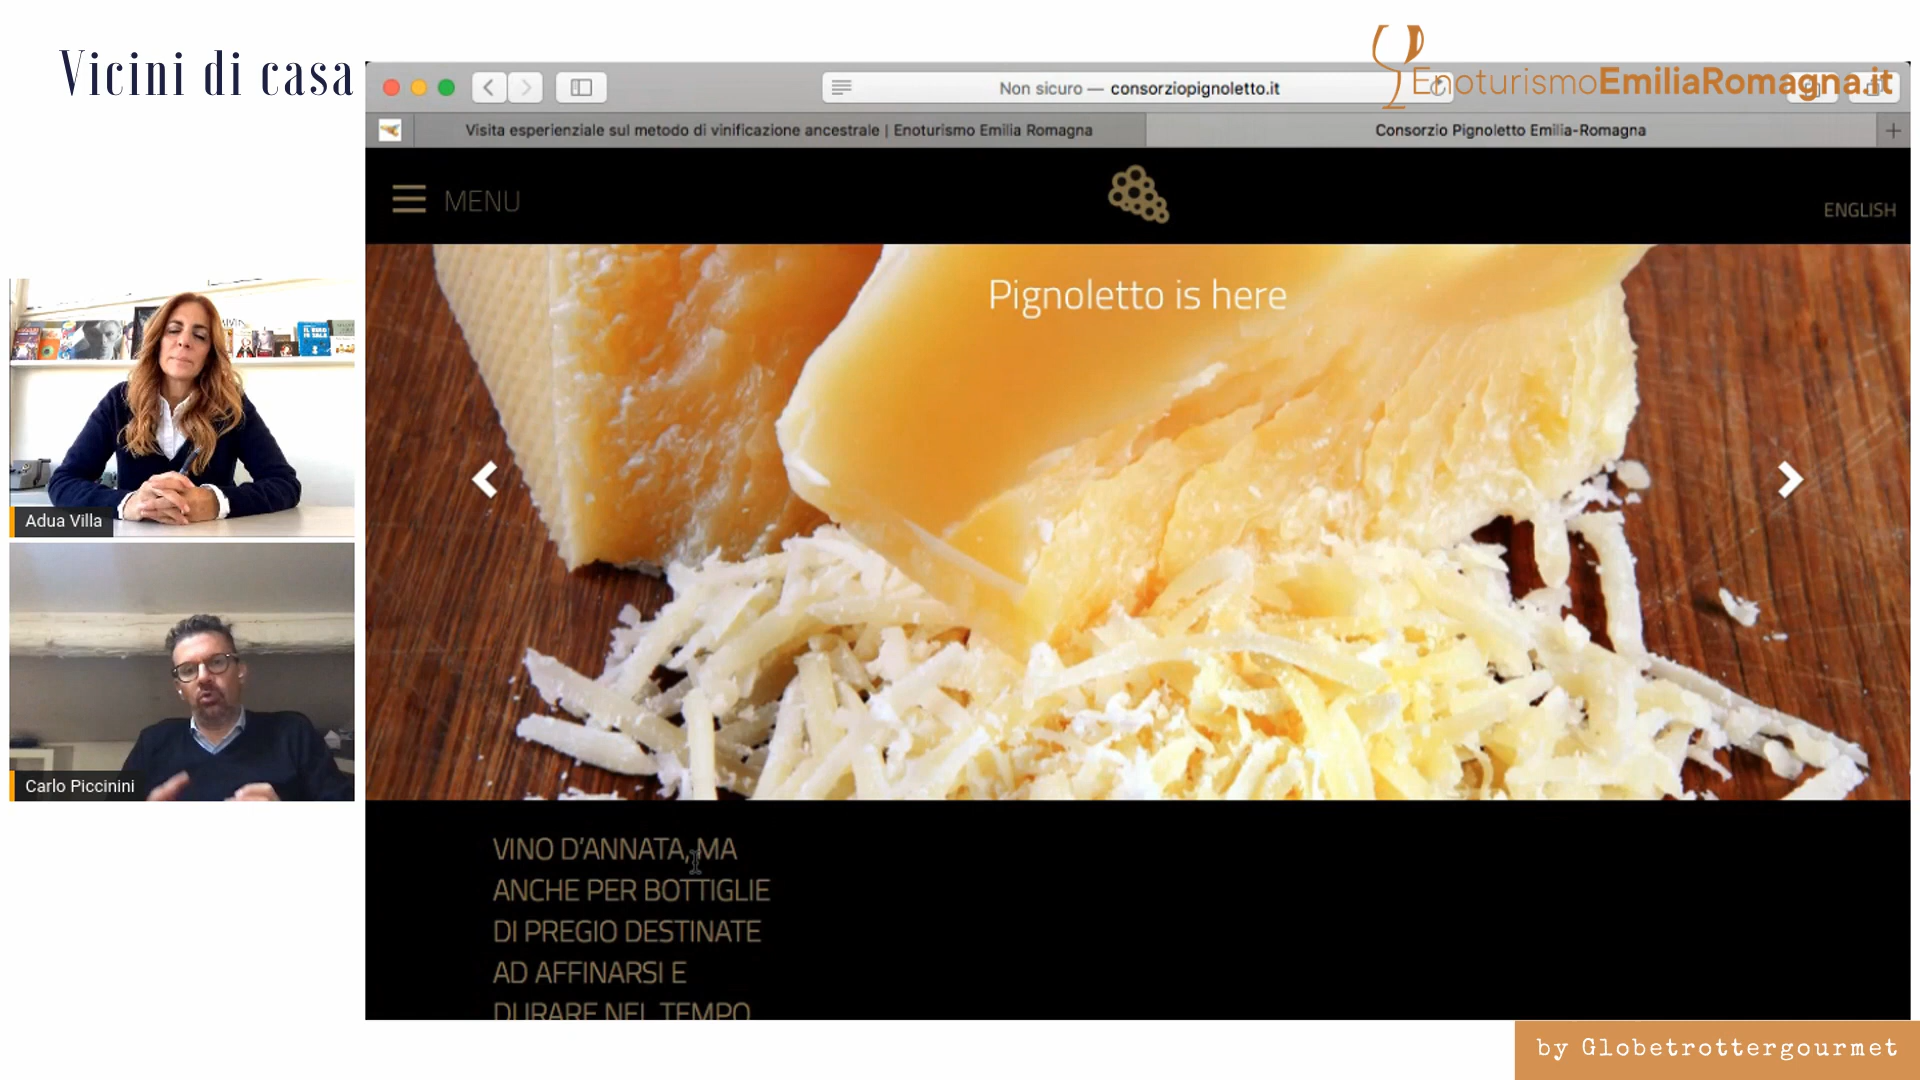 Vicini di casa
EnoturismoEmiliaRomagna.it
Non sicuro — consorziopignoletto.it
Visita esperienziale sul metodo di vinificazione ancestrale | Enoturismo Emilia Romagna
Consorzio Pignoletto Emilia-Romagna
MENU
ENGLISH
Pignoletto is here
IL VINO
Adua Villa
Carlo Piccinini
VINO D'ANNATA, MA
ANCHE PER BOTTIGLIE
DI PREGIO DESTINATE
AD AFFINARSI E
DURARE NEL TEMPO
by Globetrottergourmet